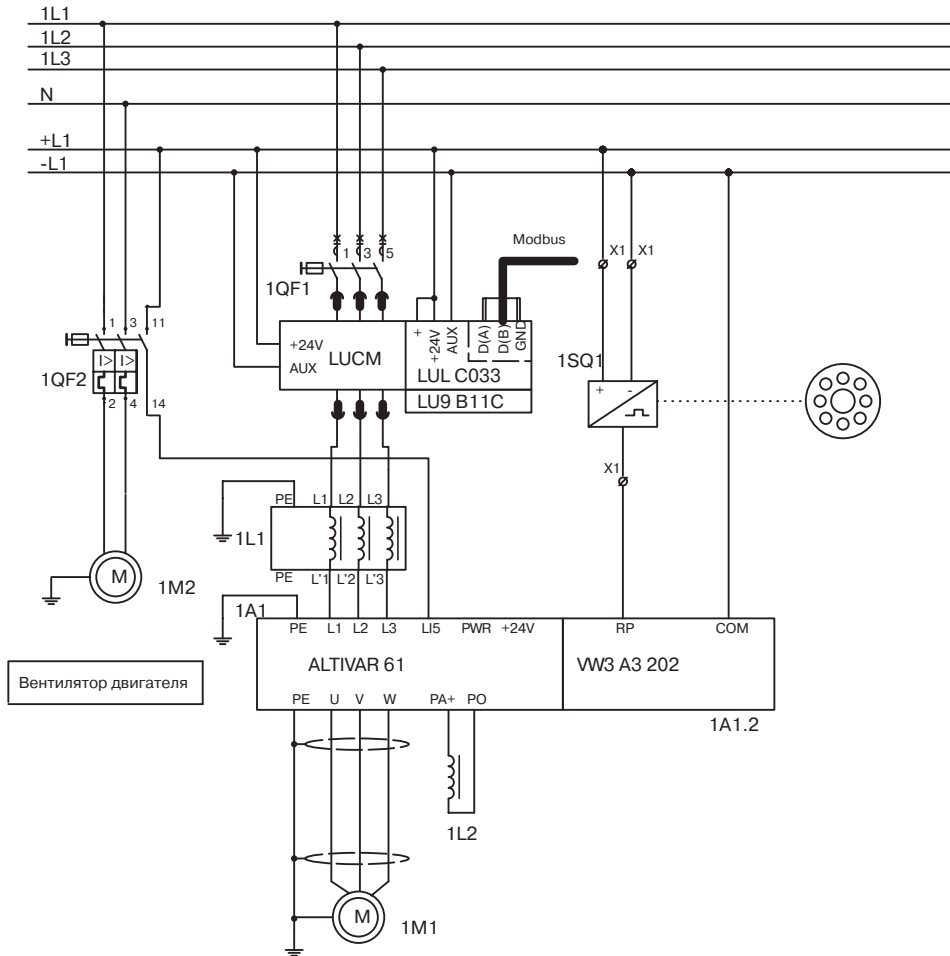 1L1
1L2
1L3
N
+L1
-L1
Modbus
X1 X1
1 3 5
1QF1
1 3 11
+
+24V
AUX
D(A)
D(B)
GND
+24V
AUX
LUCM
LUL C033
LU9 B11C
1SQ1
+ -
I> I>
1QF2
2 4 14
X1
PE L1 L2 L3
1L1
PE L'1 L'2 L'3
M
1M2
1A1
PE L1 L2 L3 LI5 PWR +24V
RP COM
ALTIVAR 61
VW3 A3 202
Вентилятор двигателя
PE U V W PA+ PO
1A1.2
1L2
M
1M1